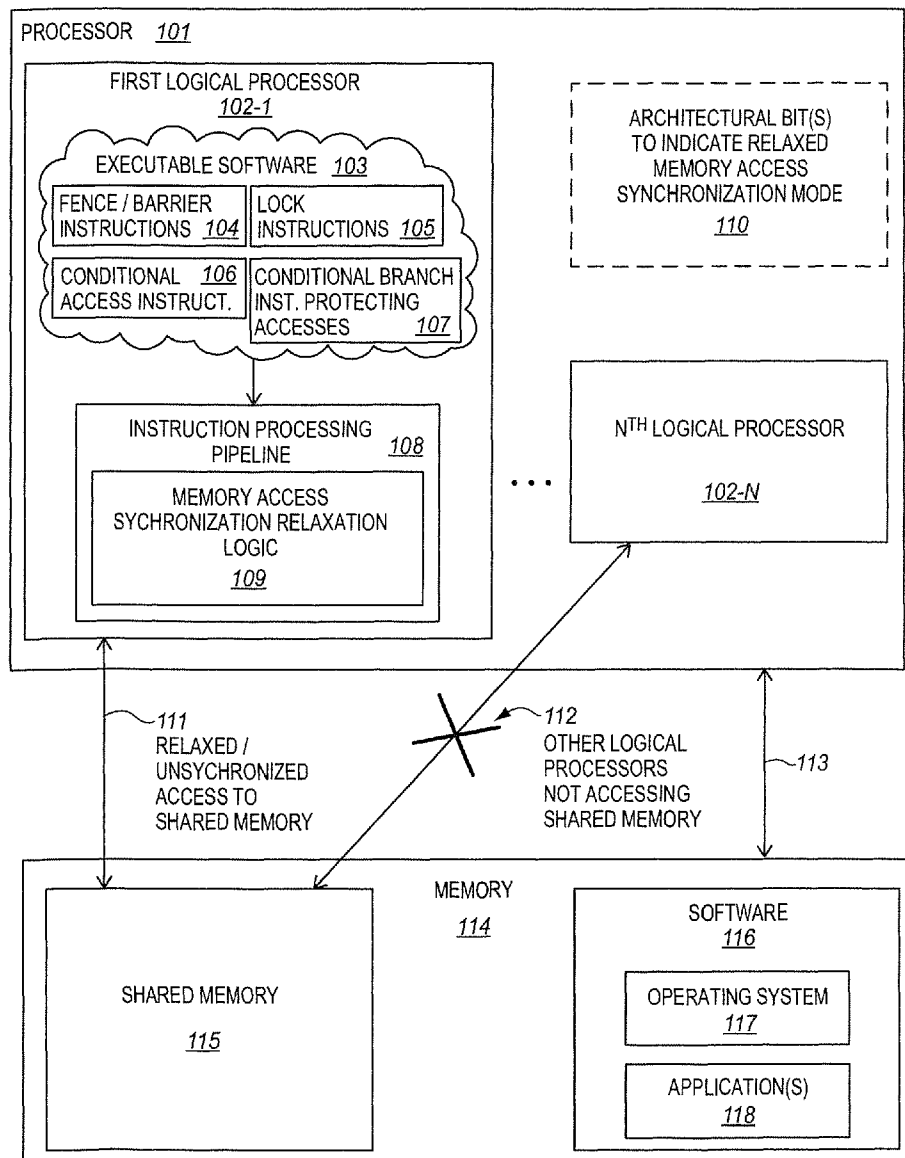 PROCESSOR 101
FIRST LOGICAL PROCESSOR
102-1
EXECUTABLE SOFTWARE 103
FENCE / BARRIER
INSTRUCTIONS 104
LOCK
INSTRUCTIONS 105
CONDITIONAL 106
ACCESS INSTRUCT.
CONDITIONAL BRANCH
INST. PROTECTING
ACCESSES 107
INSTRUCTION PROCESSING
PIPELINE 108
MEMORY ACCESS
SYCHRONIZATION RELAXATION
LOGIC
109
ARCHITECTURAL BIT(S)
TO INDICATE RELAXED
MEMORY ACCESS
SYNCHRONIZATION MODE
110
• • •
NTH LOGICAL PROCESSOR
102-N
111
RELAXED /
UNSYCHRONIZED
ACCESS TO
SHARED MEMORY
112
OTHER LOGICAL
PROCESSORS
NOT ACCESSING
SHARED MEMORY
113
MEMORY
114
SHARED MEMORY
115
SOFTWARE
116
OPERATING SYSTEM
117
APPLICATION(S)
118